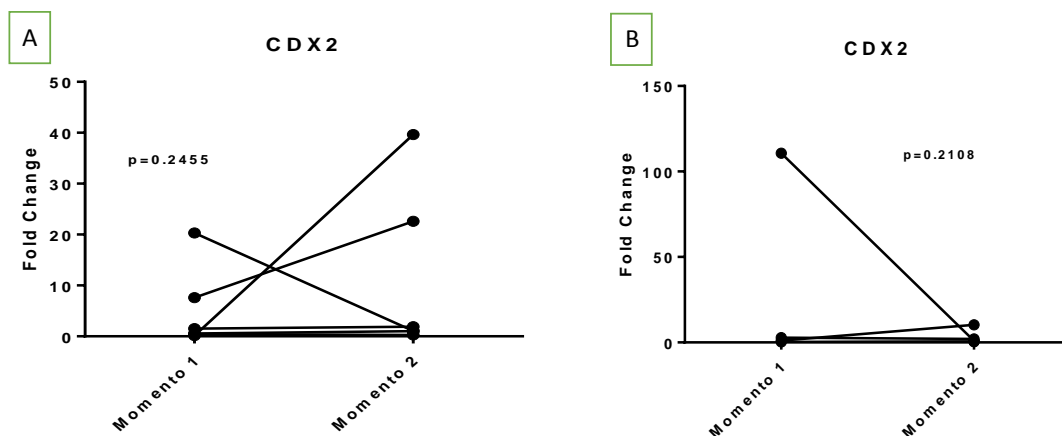 A
CDX2
50
40
30
20
10
0
Fold Change
p=0.2455
Momento 1
Momento 2
B
CDX2
150
100
50
0
Fold Change
p=0.2108
Momento 1
Momento 2